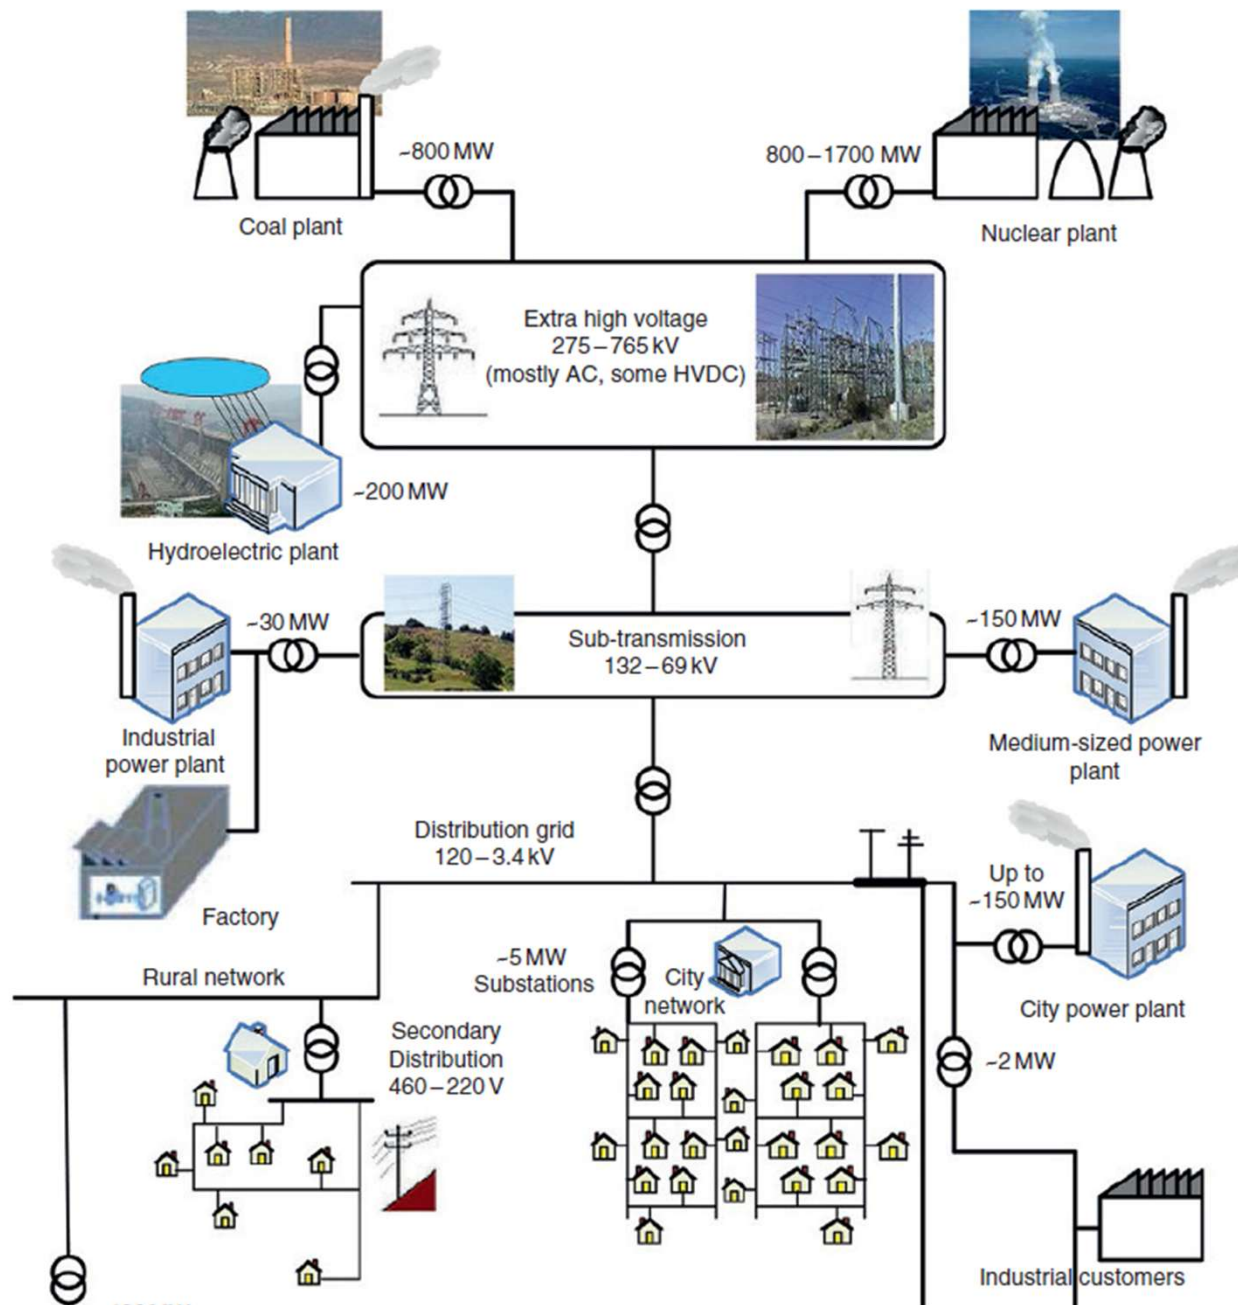 ~800 MW
800–1700 MW
Coal plant
Nuclear plant
Extra high voltage
275–765 kV
(mostly AC, some HVDC)
~200 MW
Hydroelectric plant
~30 MW
Sub-transmission
132–69 kV
~150 MW
Industrial
power plant
Medium-sized power
plant
Distribution grid
120–3.4 kV
Up to
~150 MW
Factory
Rural network
~5 MW
Substations
City
network
City power plant
Secondary
Distribution
460–220 V
~2 MW
Industrial customers